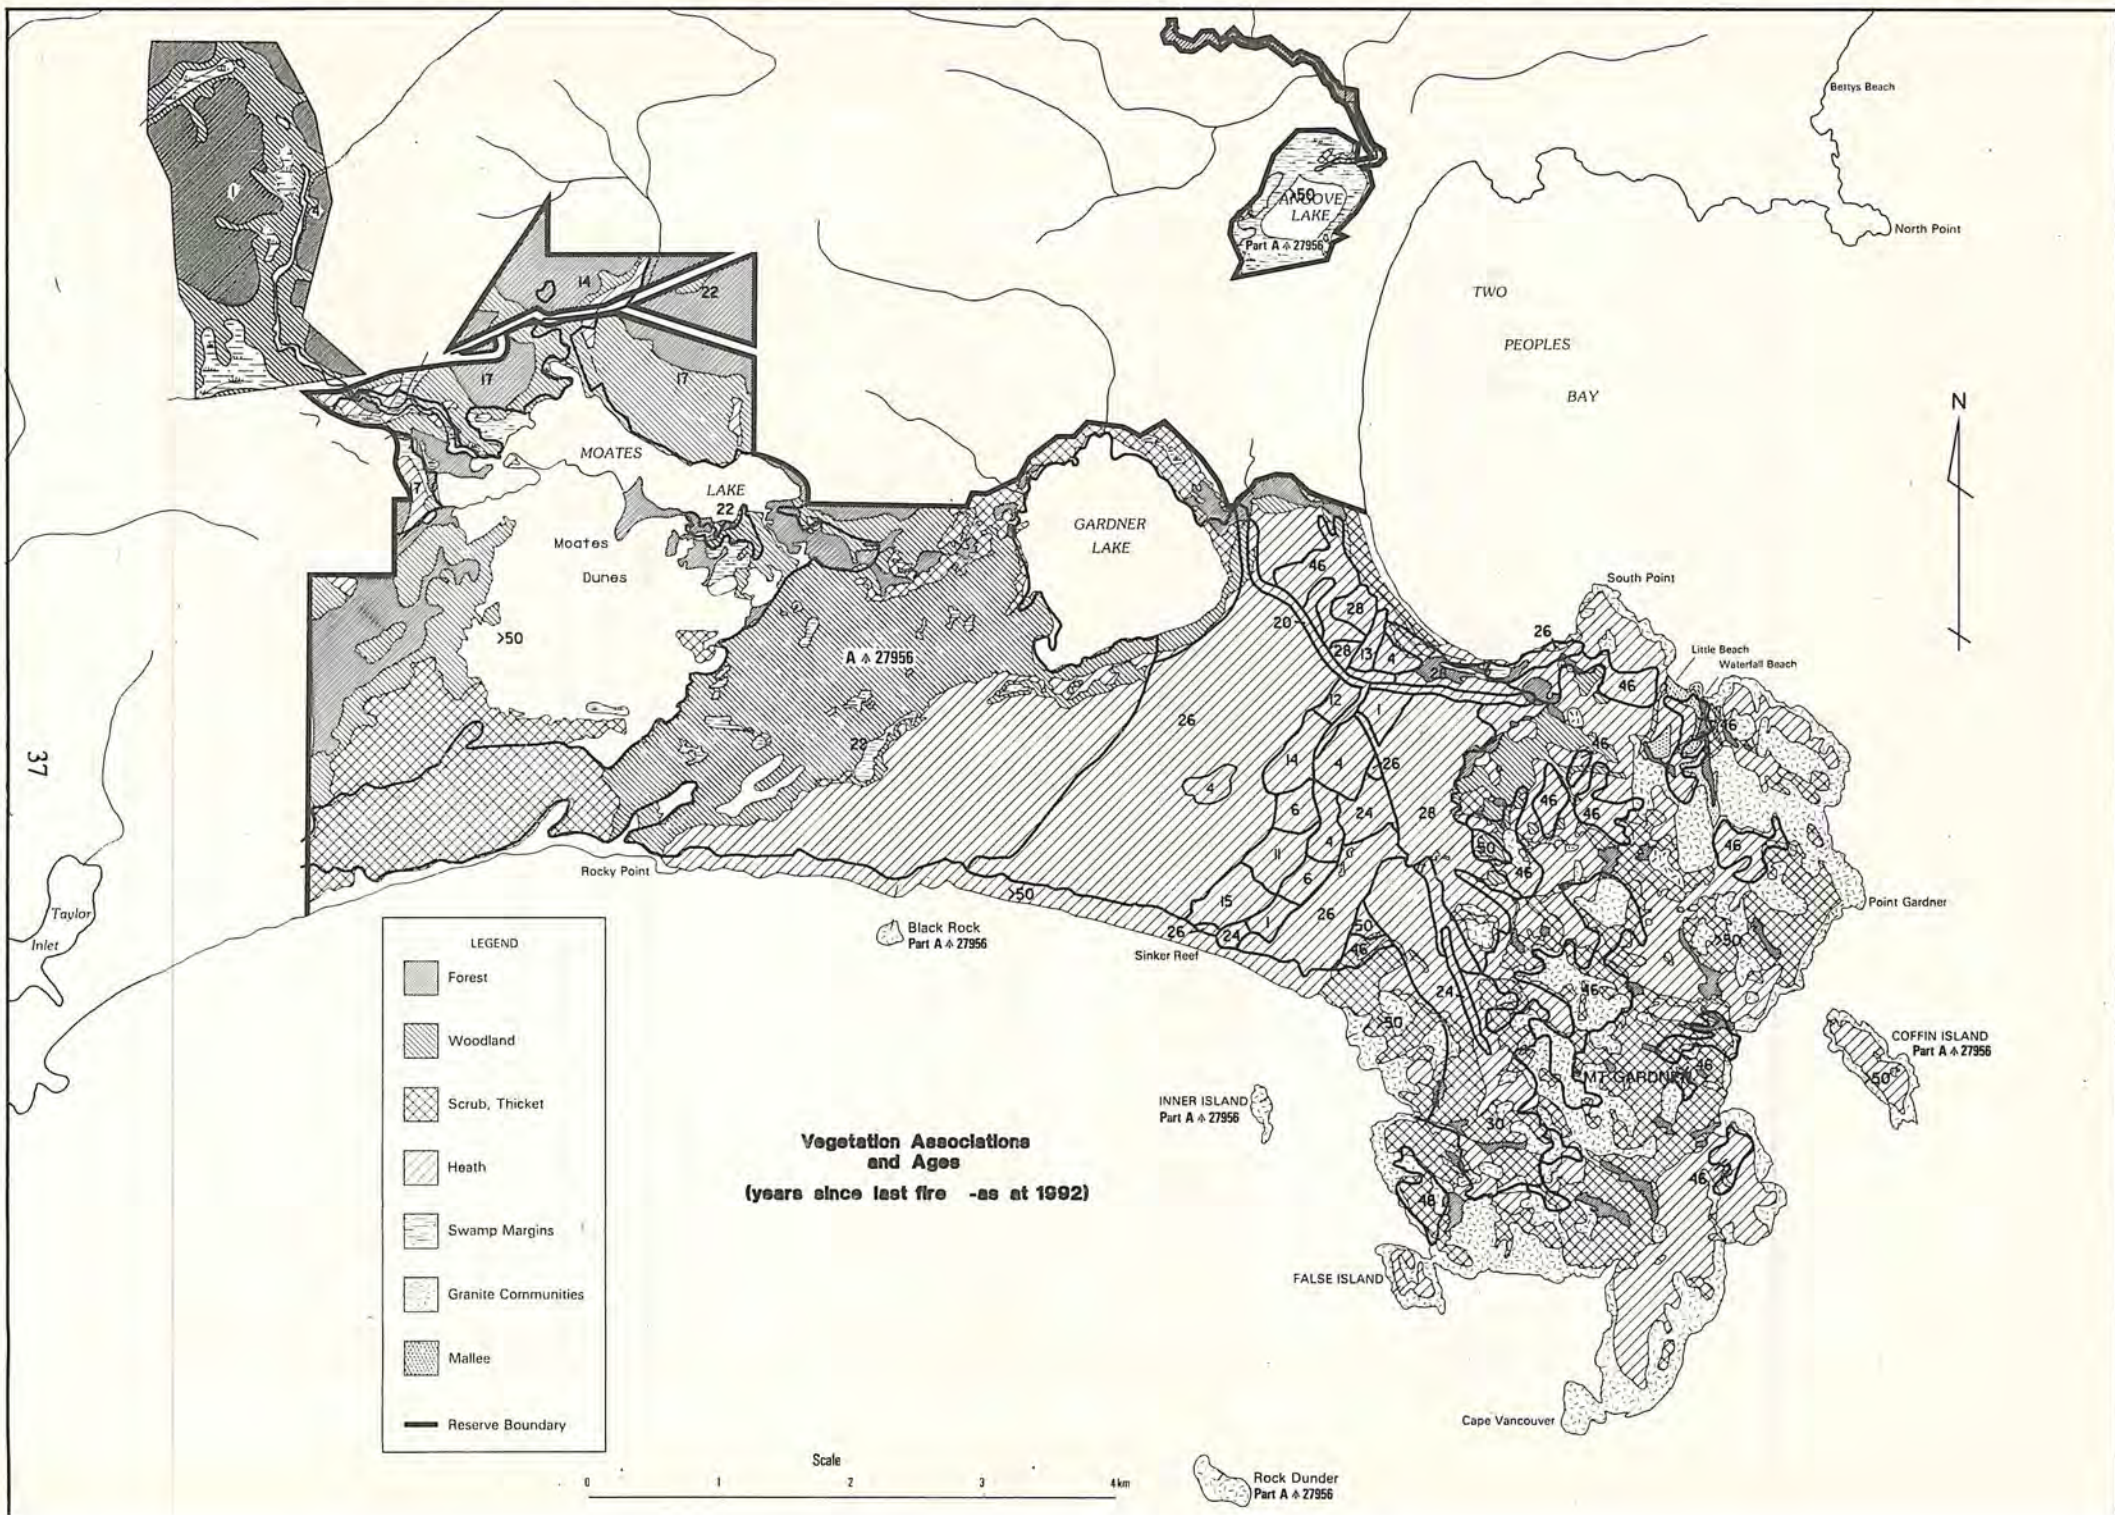 Bettys Beach
North Point
>50
ANGOVE
LAKE
Part A 27956
TWO
PEOPLES
BAY
N
14
22
17
17
MOATES
LAKE
22
Moates
Dunes
>50
GARDNER
LAKE
A 27956
22
46
28
20
28
13
4
South Point
26
Little Beach
Waterfall Beach
46
46
46
12
1
26
26
14
4
4
6
24
28
46
46
50
46
46
11
4
6
15
26
50
46
1
24
26
>50
Point Gardner
>50
Rocky Point
Black Rock
Part A 27956
Sinker Reef
24
46
>50
COFFIN ISLAND
Part A 27956
>50
MT GARDNER
46
INNER ISLAND
Part A 27956
30
46
48
FALSE ISLAND
Cape Vancouver
Rock Dunder
Part A 27956
Taylor
Inlet
37
LEGEND
Forest
Woodland
Scrub, Thicket
Heath
Swamp Margins
Granite Communities
Mallee
Reserve Boundary
Vegetation Associations
and Ages
(years since last fire -as at 1992)
Scale
0 1 2 3 4km